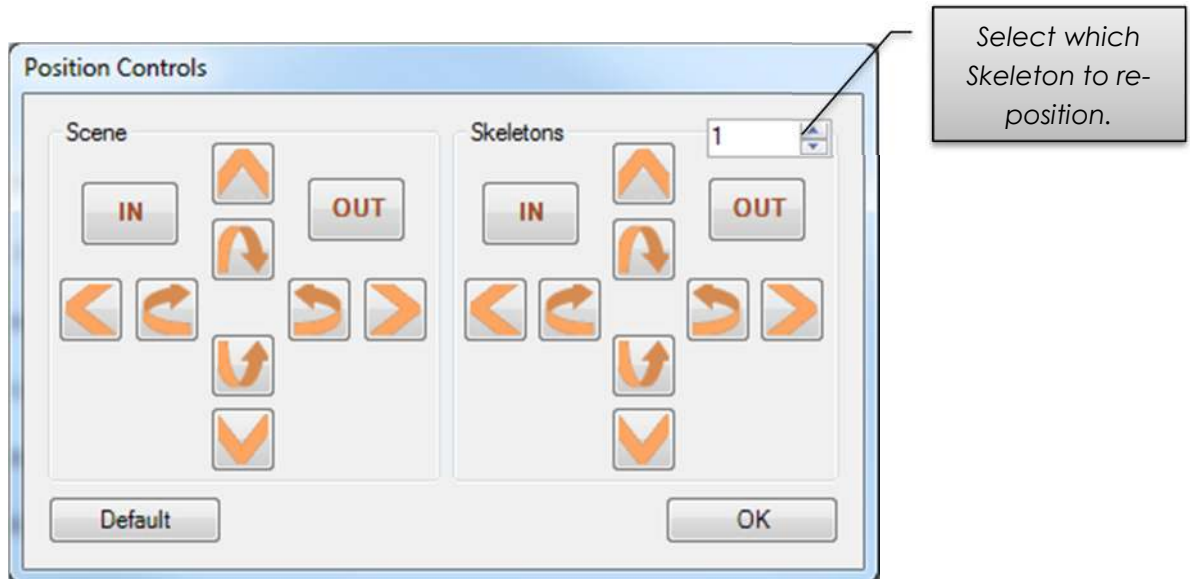 Select which
Skeleton to re-
position.
Position Controls
Scene
Skeletons
1
IN
OUT
IN
OUT
Default
OK